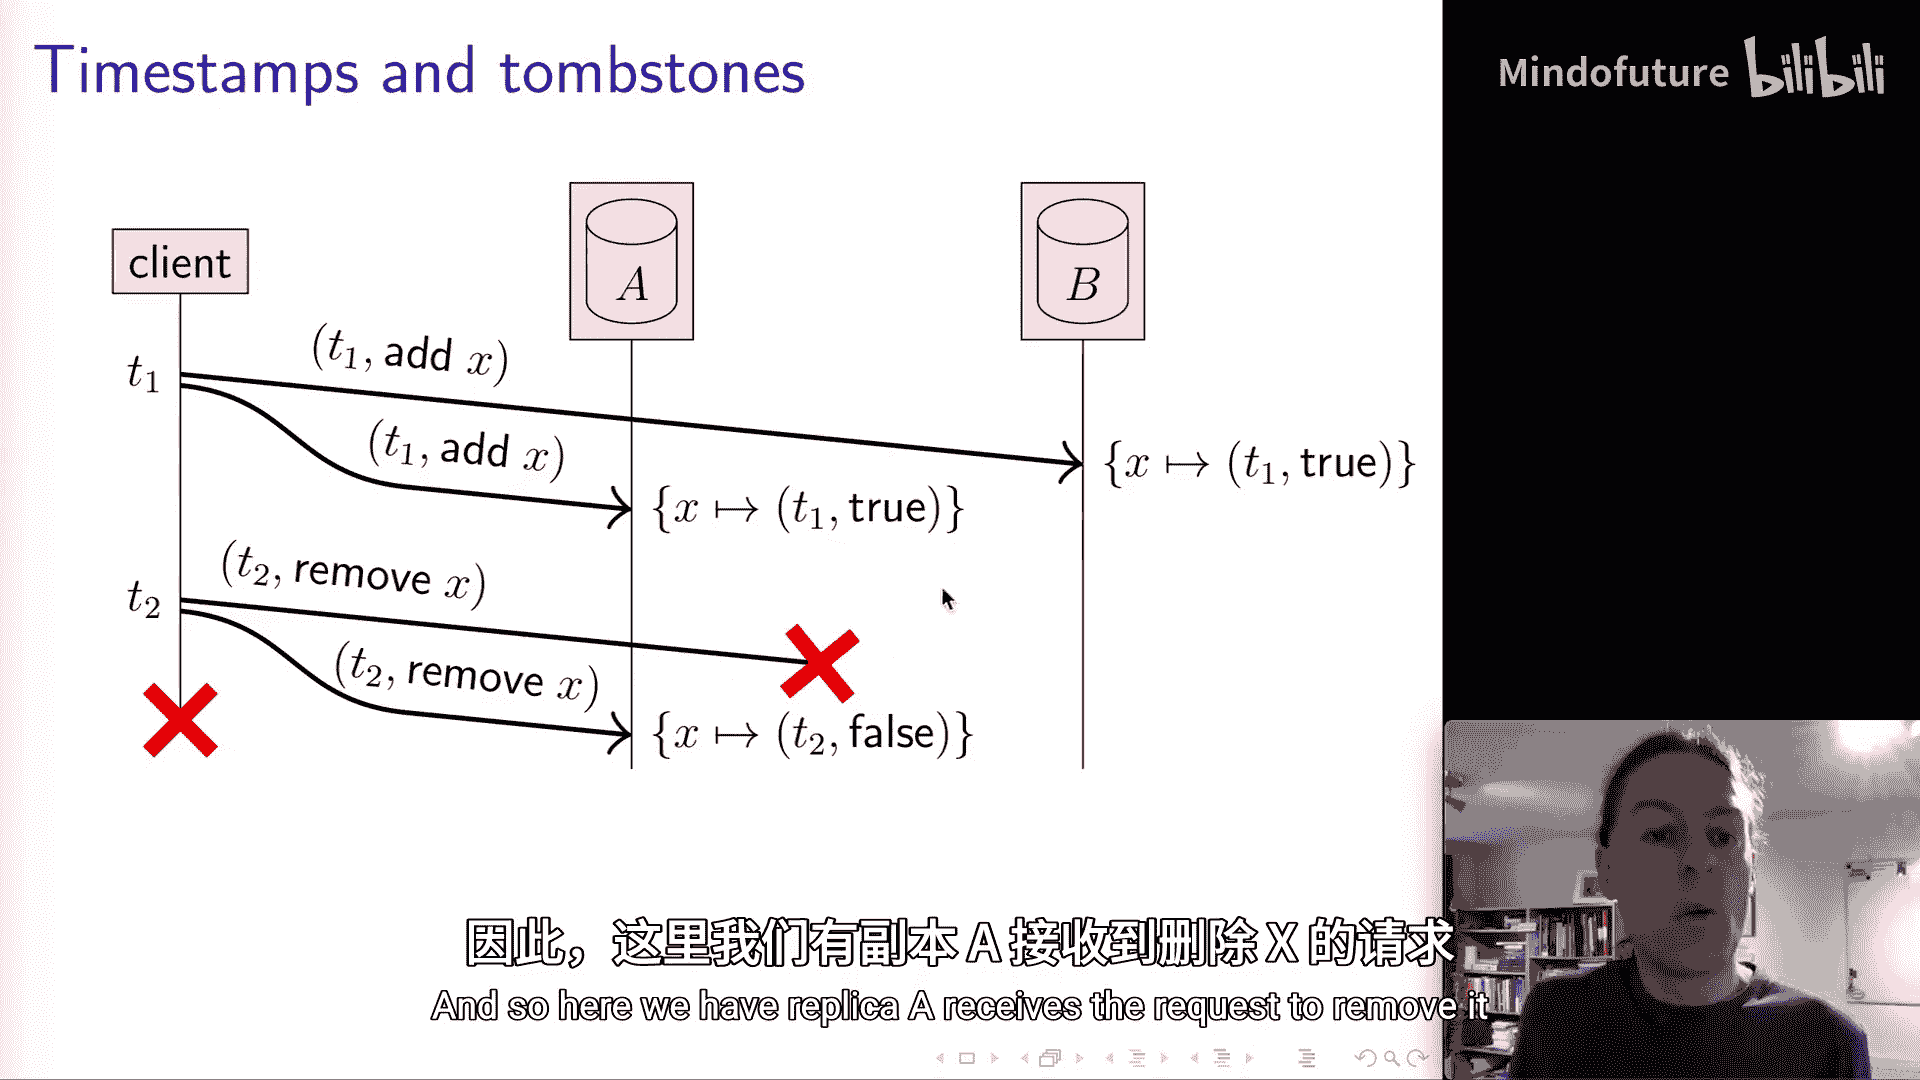 Timestamps and tombstones
Mindofuture bilibili
client
A
B
t₁
(t₁, add x)
(t₁, add x)
{x ↦ (t₁, true)}
{x ↦ (t₁, true)}
t₂
(t₂, remove x)
(t₂, remove x)
{x ↦ (t₂, false)}
因此，这里我们有副本 A 接收到删除 X 的请求
And so here we have replica A receives the request to remove it